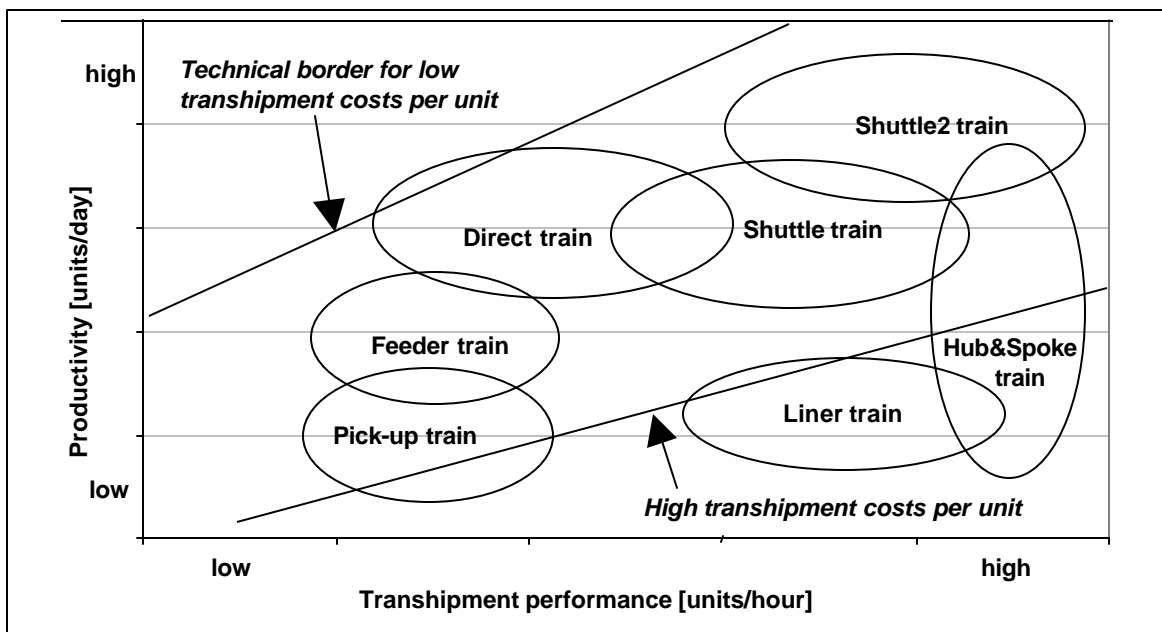 high
Technical border for low
transhipment costs per unit
Shuttle2 train
Direct train
Shuttle train
Feeder train
Hub&Spoke
train
Pick-up train
Liner train
low
High transhipment costs per unit
Productivity [units/day]
low
high
Transhipment performance [units/hour]